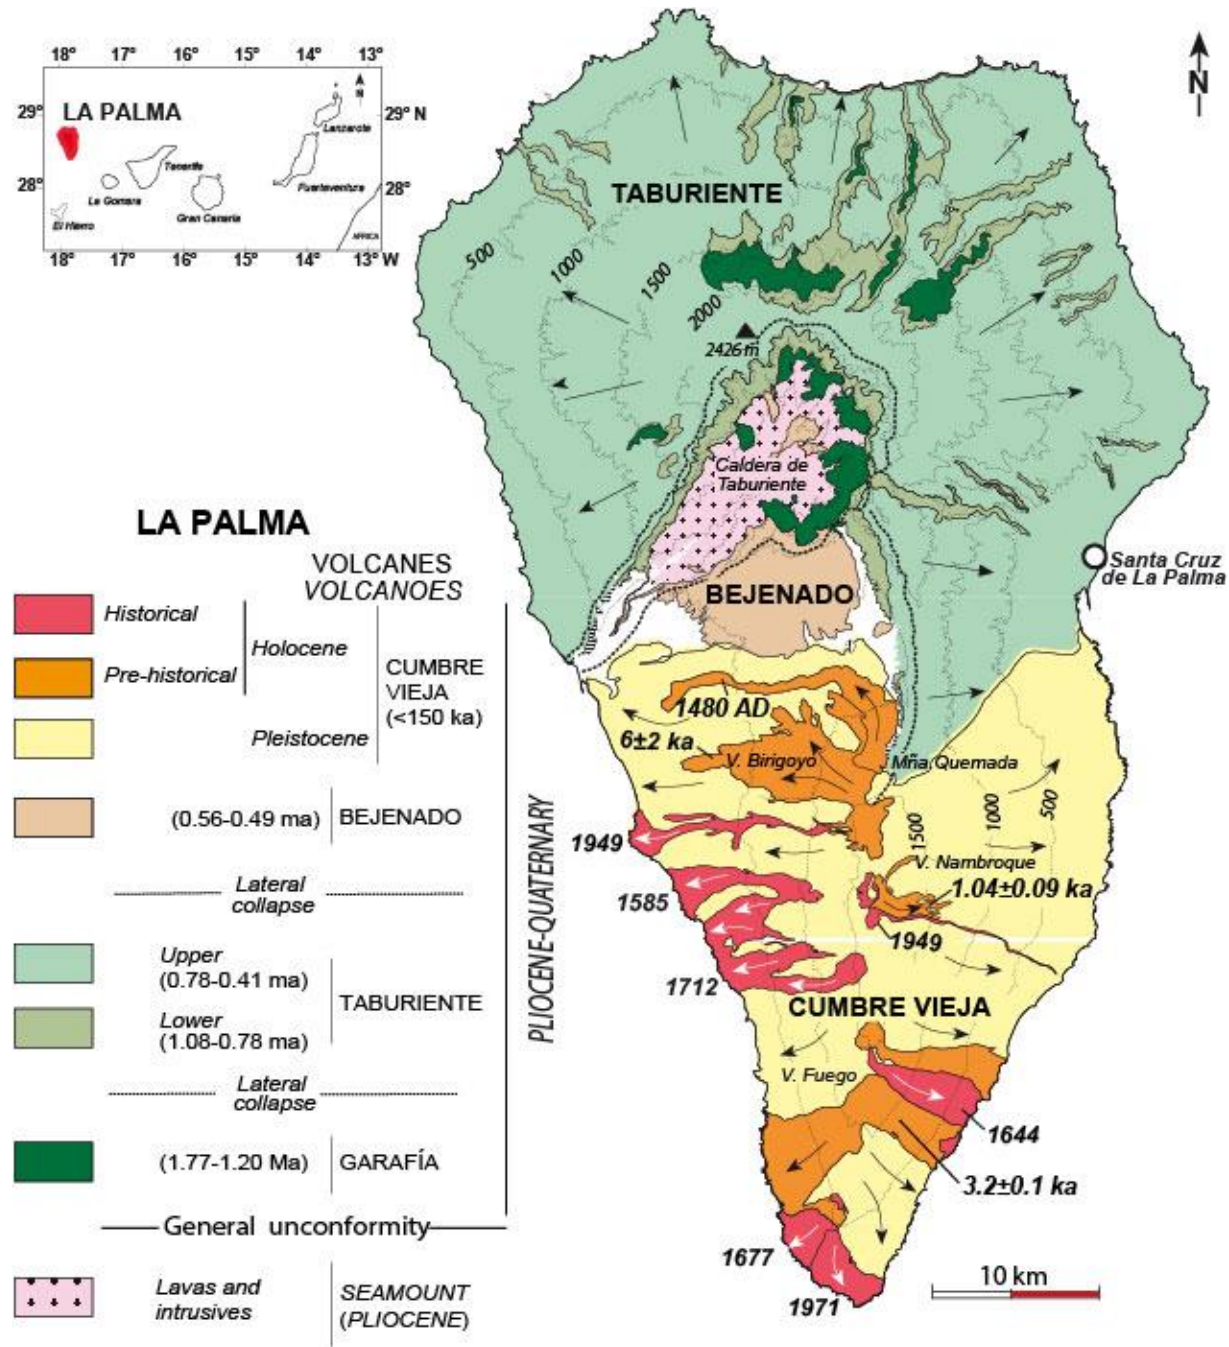 18° 17° 16° 15° 14° 13°
29° 29° N
LA PALMA
Lanzarote
Tenerife
Fuerteventura
28° 28°
La Gomera
Gran Canaria
El Hierro
AFRICA
18° 17° 16° 15° 14° 13° W
N
N
TABURIENTE
500
1000
1500
2000
2426 m
Caldera de
Taburiente
Santa Cruz
de La Palma
BEJENADO
1480 AD
6±2 ka
V. Birigoyo
Mña Quemada
1500
1000
500
1949
V. Nambroque
1.04±0.09 ka
1585
1949
1712
CUMBRE VIEJA
V. Fuego
1644
3.2±0.1 ka
1677
1971
10 km
LA PALMA
VOLCANES
VOLCANOES
Historical
Holocene
Pre-historical
CUMBRE
VIEJA
(<150 ka)
Pleistocene
(0.56-0.49 ma) BEJENADO
Lateral
collapse
Upper
(0.78-0.41 ma)
TABURIENTE
Lower
(1.08-0.78 ma)
Lateral
collapse
(1.77-1.20 Ma) GARAFÍA
PLIOCENE-QUATERNARY
General unconformity
Lavas and
intrusives
SEAMOUNT
(PLIOCENE)